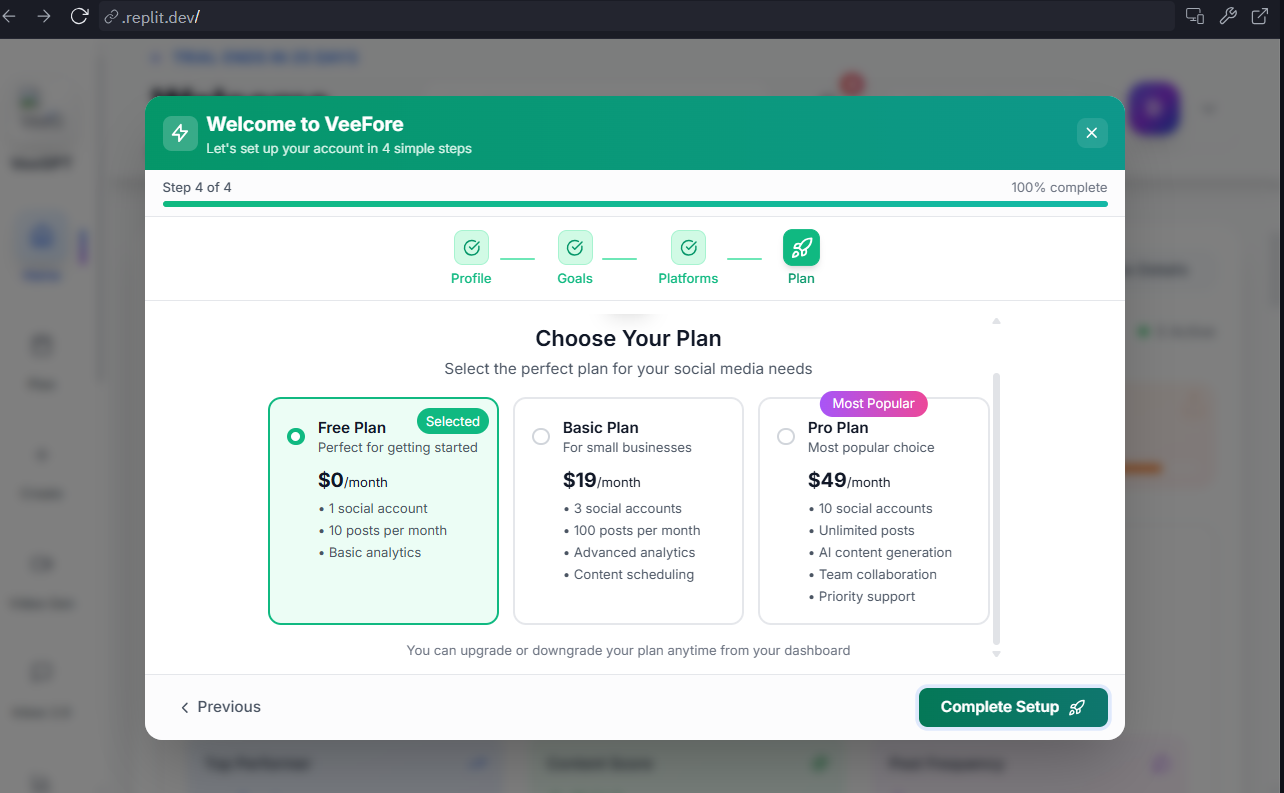 .replit.dev/
Welcome to VeeFore
Let's set up your account in 4 simple steps
Step 4 of 4
100% complete
Profile
Goals
Platforms
Plan
Choose Your Plan
Select the perfect plan for your social media needs
Free Plan
Selected
Perfect for getting started
$0/month
• 1 social account
• 10 posts per month
• Basic analytics
Basic Plan
For small businesses
$19/month
• 3 social accounts
• 100 posts per month
• Advanced analytics
• Content scheduling
Most Popular
Pro Plan
Most popular choice
$49/month
• 10 social accounts
• Unlimited posts
• AI content generation
• Team collaboration
• Priority support
You can upgrade or downgrade your plan anytime from your dashboard
Previous
Complete Setup